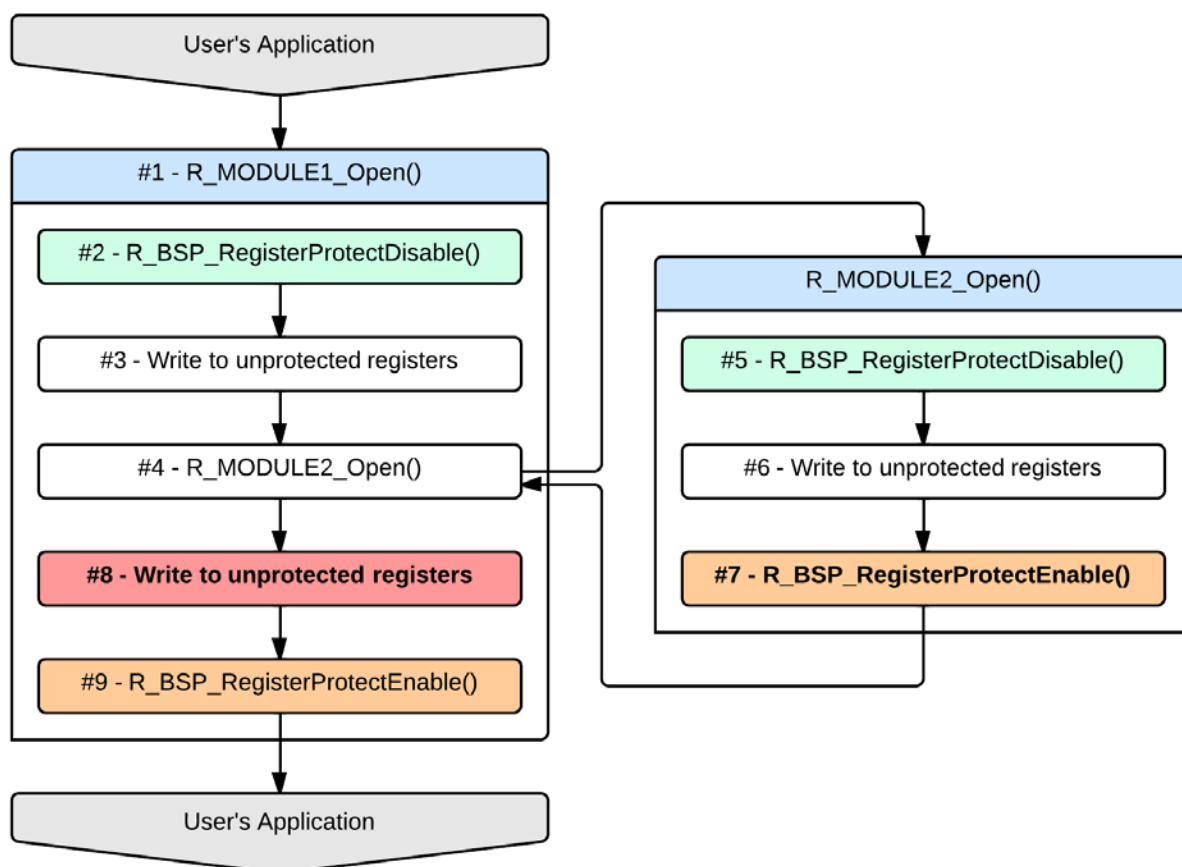 User's Application
#1 - R_MODULE1_Open()
#2 - R_BSP_RegisterProtectDisable()
#3 - Write to unprotected registers
#4 - R_MODULE2_Open()
R_MODULE2_Open()
#5 - R_BSP_RegisterProtectDisable()
#6 - Write to unprotected registers
#7 - R_BSP_RegisterProtectEnable()
#8 - Write to unprotected registers
#9 - R_BSP_RegisterProtectEnable()
User's Application